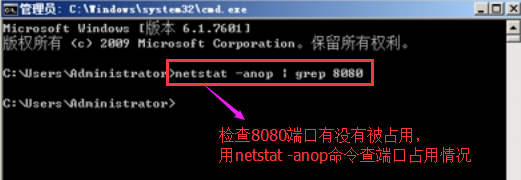 管理员: C:\Windows\system32\cmd.exe
Microsoft Windows [版本 6.1.7601]
版权所有 (c) 2009 Microsoft Corporation。保留所有权利。
C:\Users\Administrator>netstat -anop | grep 8080
C:\Users\Administrator>
检查8080端口有没有被占用，
用netstat -anop命令查端口占用情况